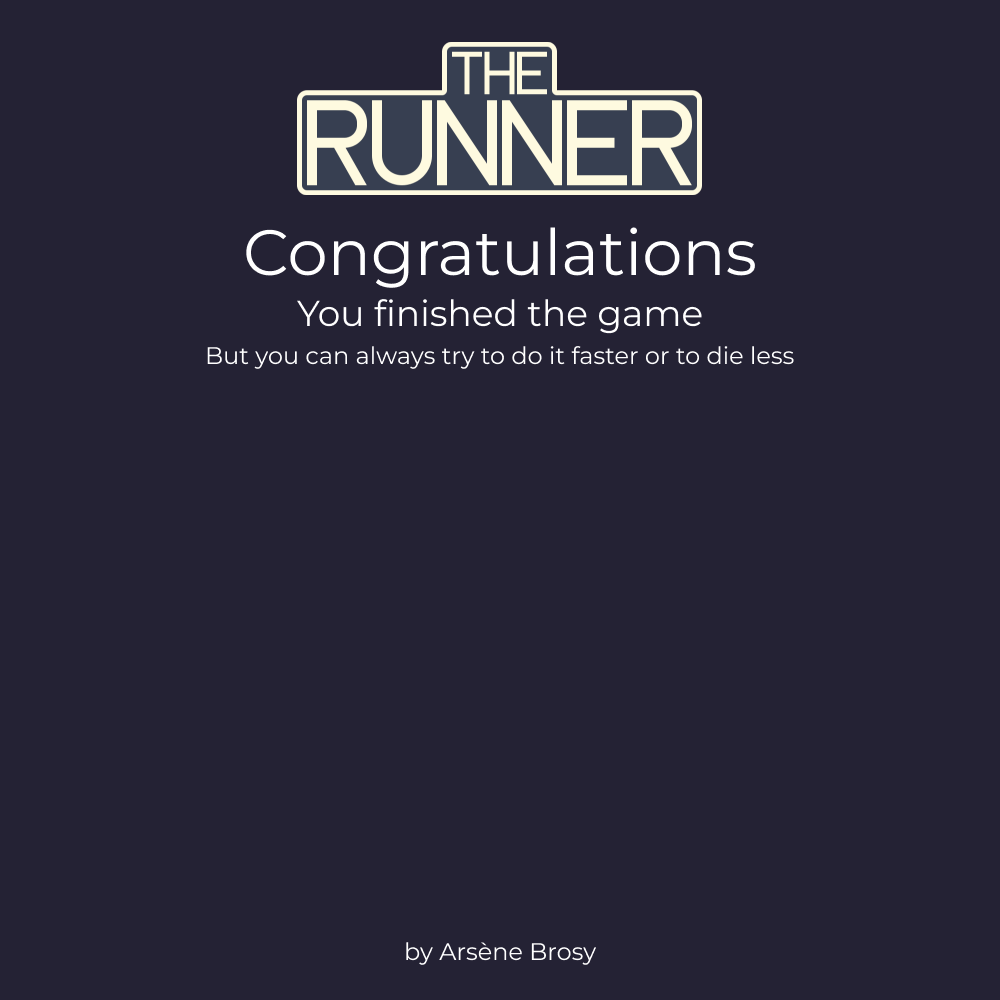 THE
RUNNER
Congratulations
You finished the game
But you can always try to do it faster or to die less
by Arsène Brosy